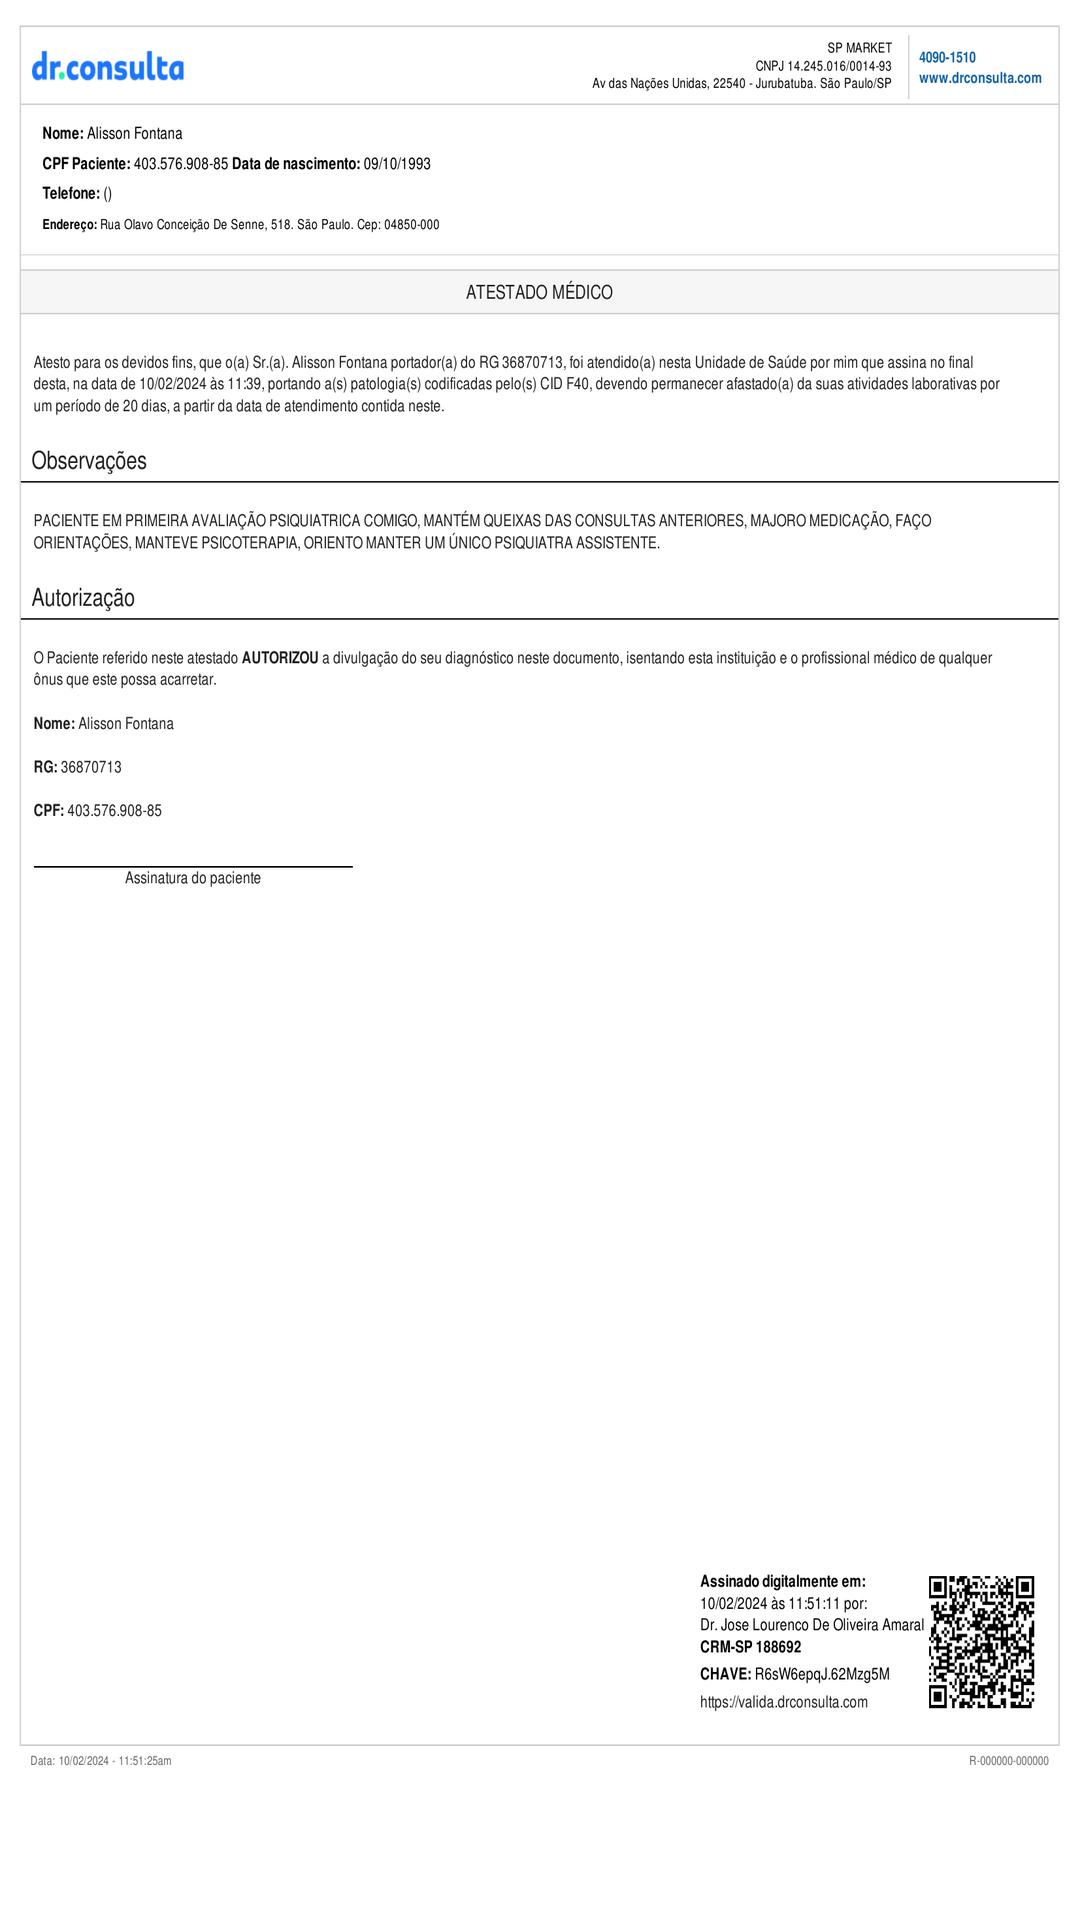 dr.consulta
SP MARKET
CNPJ 14.245.016/0014-93
Av das Nações Unidas, 22540 - Jurubatuba. São Paulo/SP
4090-1510
www.drconsulta.com
Nome: Alisson Fontana
CPF Paciente: 403.576.908-85 Data de nascimento: 09/10/1993
Telefone: ()
Endereço: Rua Olavo Conceição De Senne, 518. São Paulo. Cep: 04850-000
ATESTADO MÉDICO
Atesto para os devidos fins, que o(a) Sr.(a). Alisson Fontana portador(a) do RG 36870713, foi atendido(a) nesta Unidade de Saúde por mim que assina no final
desta, na data de 10/02/2024 às 11:39, portando a(s) patologia(s) codificadas pelo(s) CID F40, devendo permanecer afastado(a) da suas atividades laborativas por
um período de 20 dias, a partir da data de atendimento contida neste.
Observações
PACIENTE EM PRIMEIRA AVALIAÇÃO PSIQUIATRICA COMIGO, MANTÉM QUEIXAS DAS CONSULTAS ANTERIORES, MAJORO MEDICAÇÃO, FAÇO
ORIENTAÇÕES, MANTEVE PSICOTERAPIA, ORIENTO MANTER UM ÚNICO PSIQUIATRA ASSISTENTE.
Autorização
O Paciente referido neste atestado AUTORIZOU a divulgação do seu diagnóstico neste documento, isentando esta instituição e o profissional médico de qualquer
ônus que este possa acarretar.
Nome: Alisson Fontana
RG: 36870713
CPF: 403.576.908-85
Assinatura do paciente
Assinado digitalmente em:
10/02/2024 às 11:51:11 por:
Dr. Jose Lourenco De Oliveira Amaral
CRM-SP 188692
CHAVE: R6sW6epqJ.62Mzg5M
https://valida.drconsulta.com
Data: 10/02/2024 - 11:51:25am
R-000000-000000